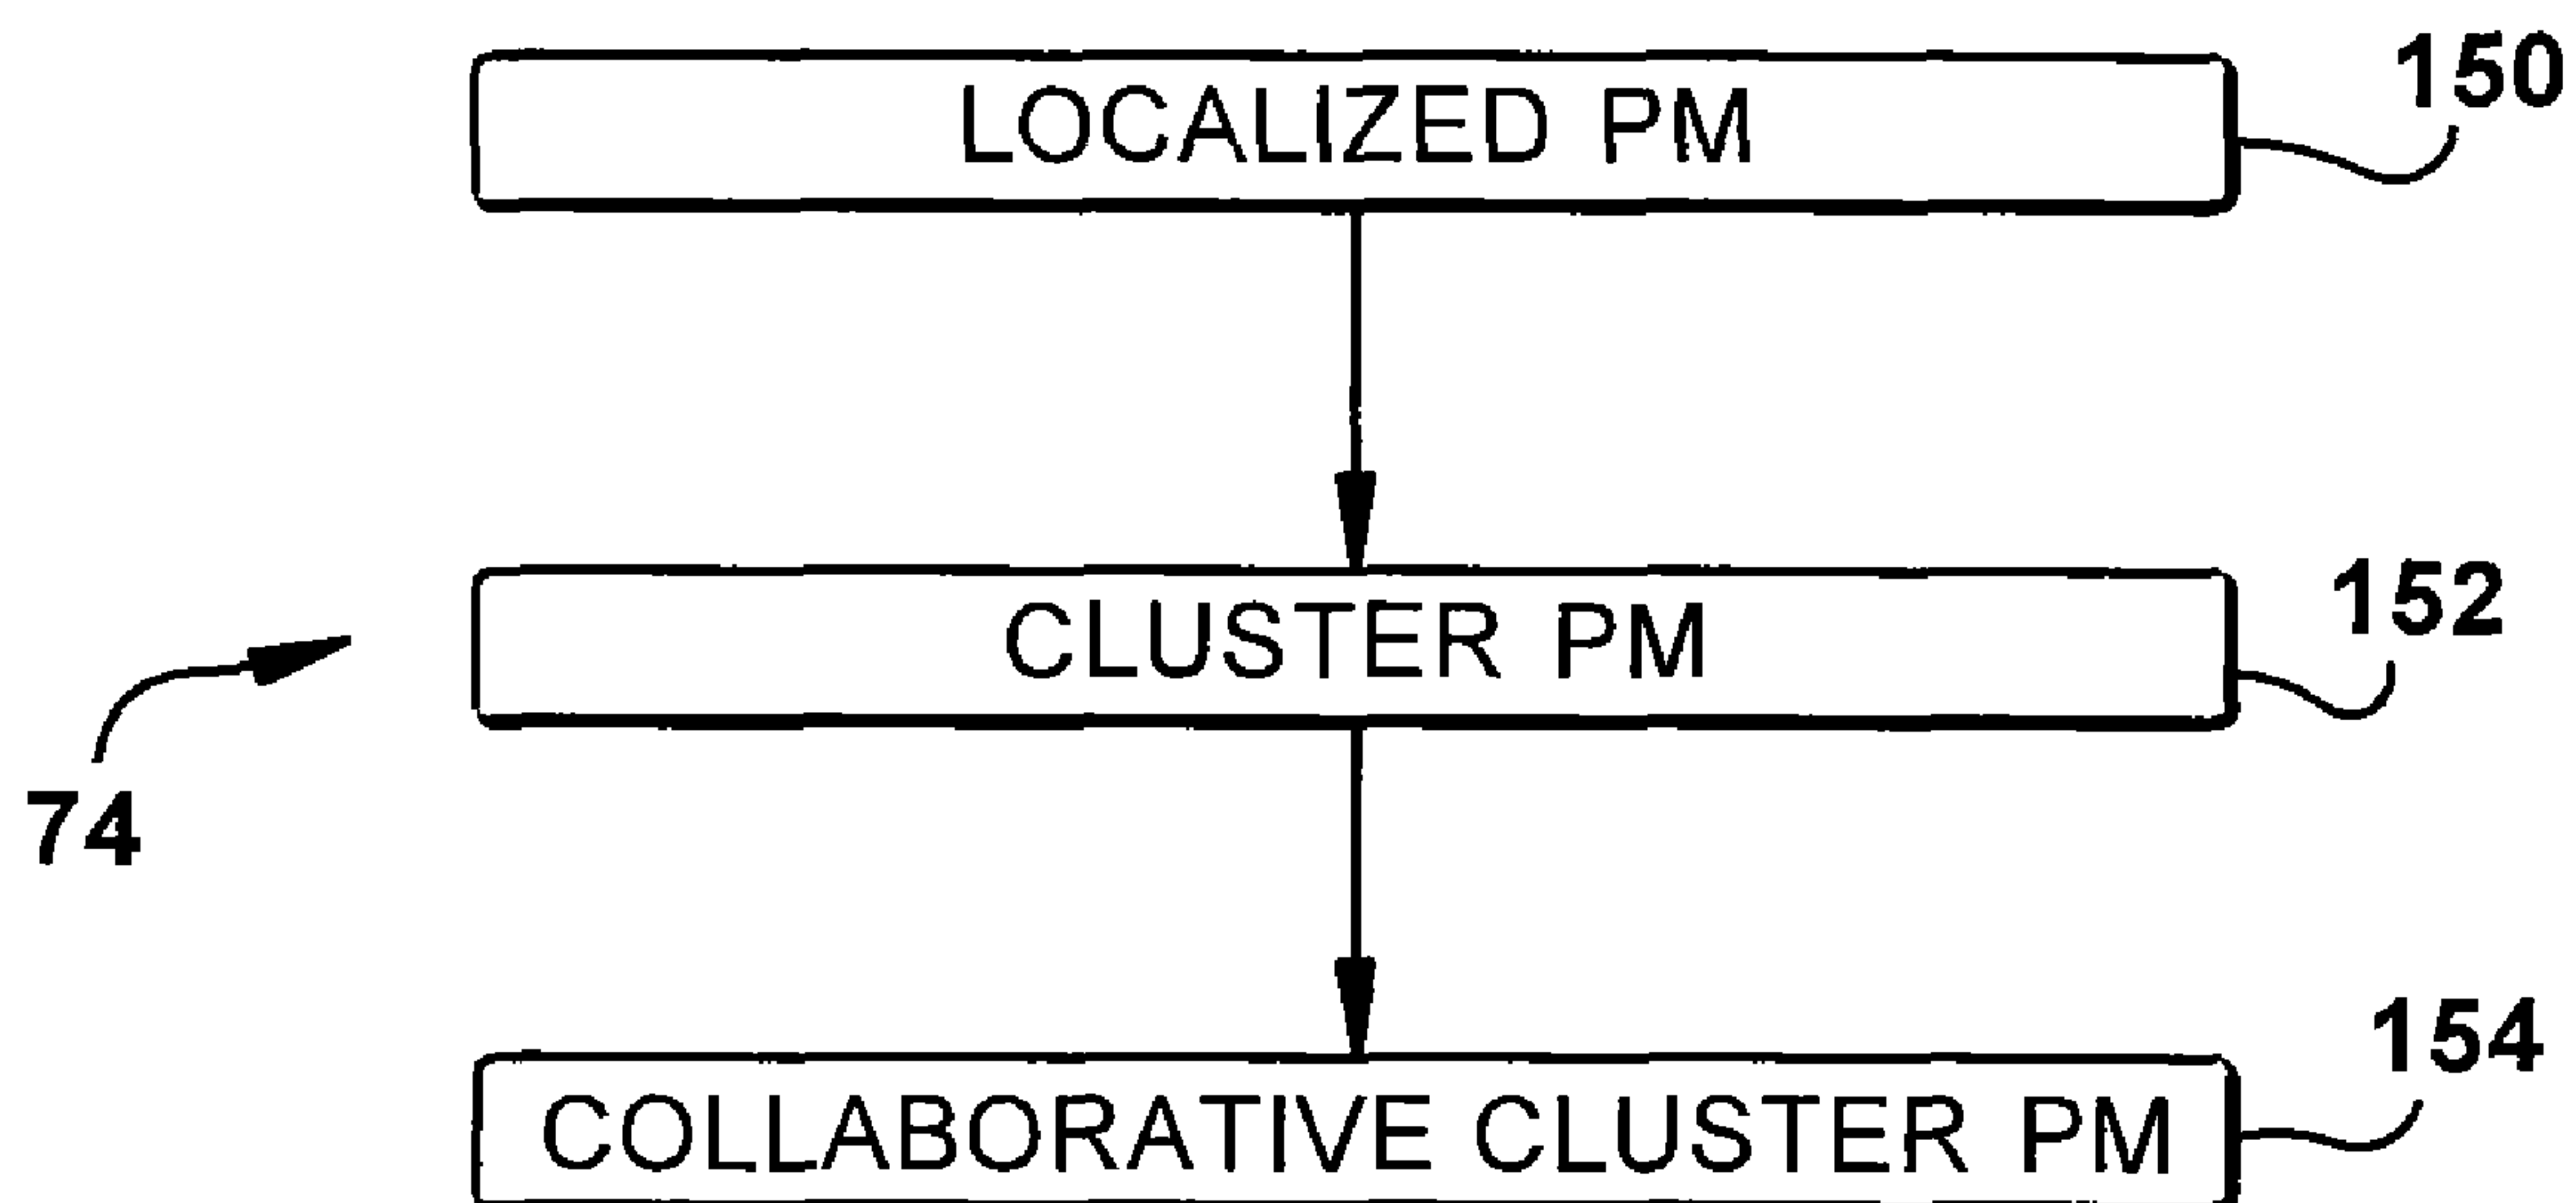 150
LOCALIZED PM
152
CLUSTER PM
74
154
COLLABORATIVE CLUSTER PM